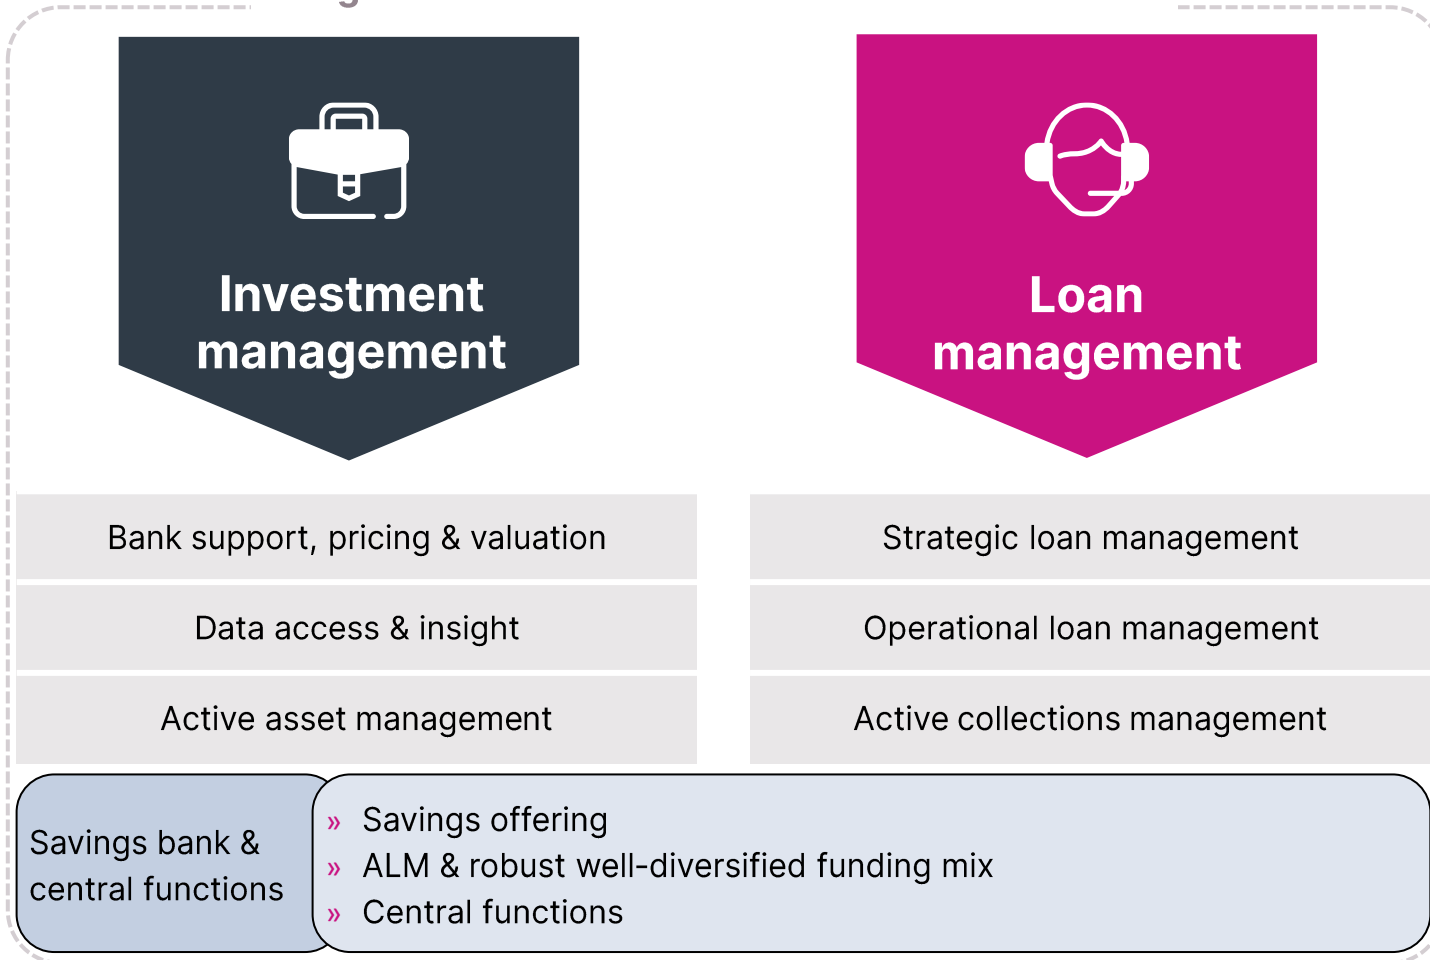 Investment
management
Bank support, pricing & valuation
Data access & insight
Active asset management
Loan
management
Strategic loan management
Operational loan management
Active collections management
Savings bank &
central functions
» Savings offering
» ALM & robust well-diversified funding mix
» Central functions